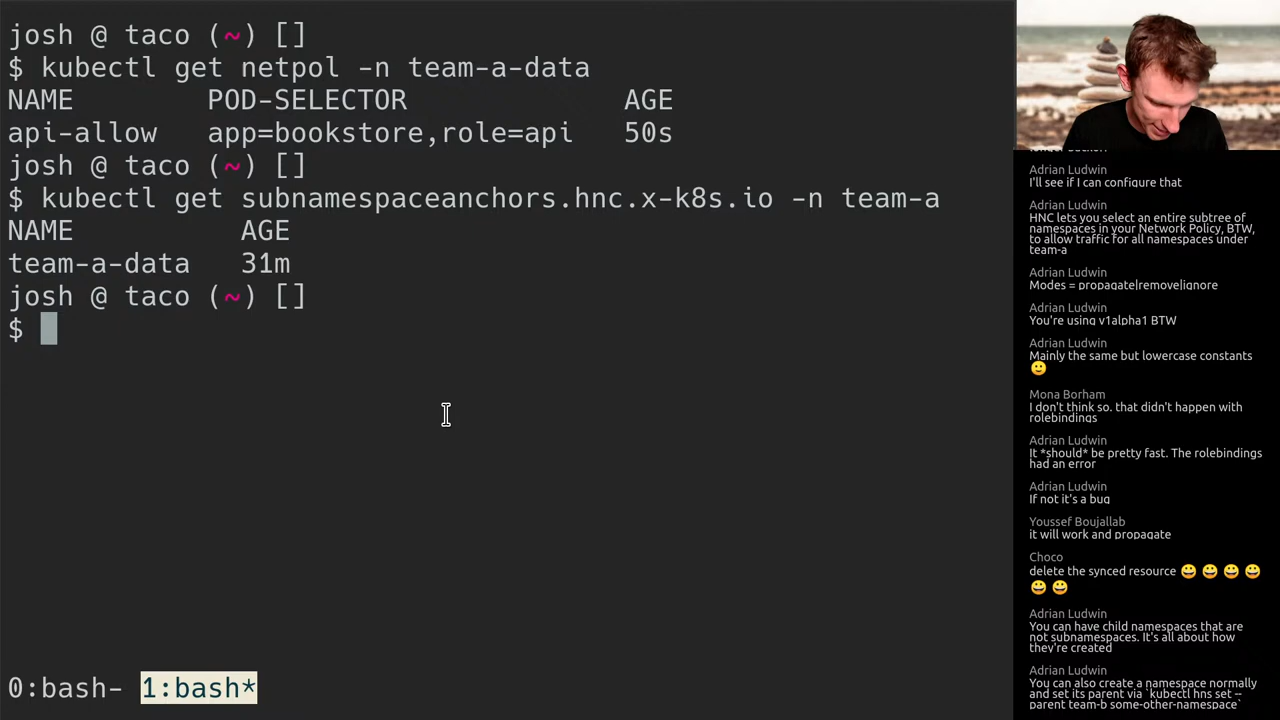 josh @ taco (~) []
$ kubectl get netpol -n team-a-data
NAME POD-SELECTOR AGE
api-allow app=bookstore,role=api 50s
josh @ taco (~) []
$ kubectl get subnamespaceanchors.hnc.x-k8s.io -n team-a
NAME AGE
team-a-data 31m
josh @ taco (~) []
$
0:bash- 1:bash*
Adrian Ludwin
I'll see if I can configure that
Adrian Ludwin
HNC lets you select an entire subtree of
namespaces in your Network Policy, BTW,
to allow traffic for all namespaces under
team-a
Adrian Ludwin
Modes = propagate|remove|ignore
Adrian Ludwin
You're using v1alpha1 BTW
Adrian Ludwin
Mainly the same but lowercase constants
🙂
Mona Borham
I don't think so. that didn't happen with
rolebindings
Adrian Ludwin
It *should* be pretty fast. The rolebindings
had an error
Adrian Ludwin
If not it's a bug
Youssef Boujallab
it will work and propagate
Choco
delete the synced resource 😀 😀 😀 😀
😀 😀
Adrian Ludwin
You can have child namespaces that are
not subnamespaces. It's all about how
they're created
Adrian Ludwin
You can also create a namespace normally
and set its parent via `kubectl hns set --
parent team-b some-other-namespace`